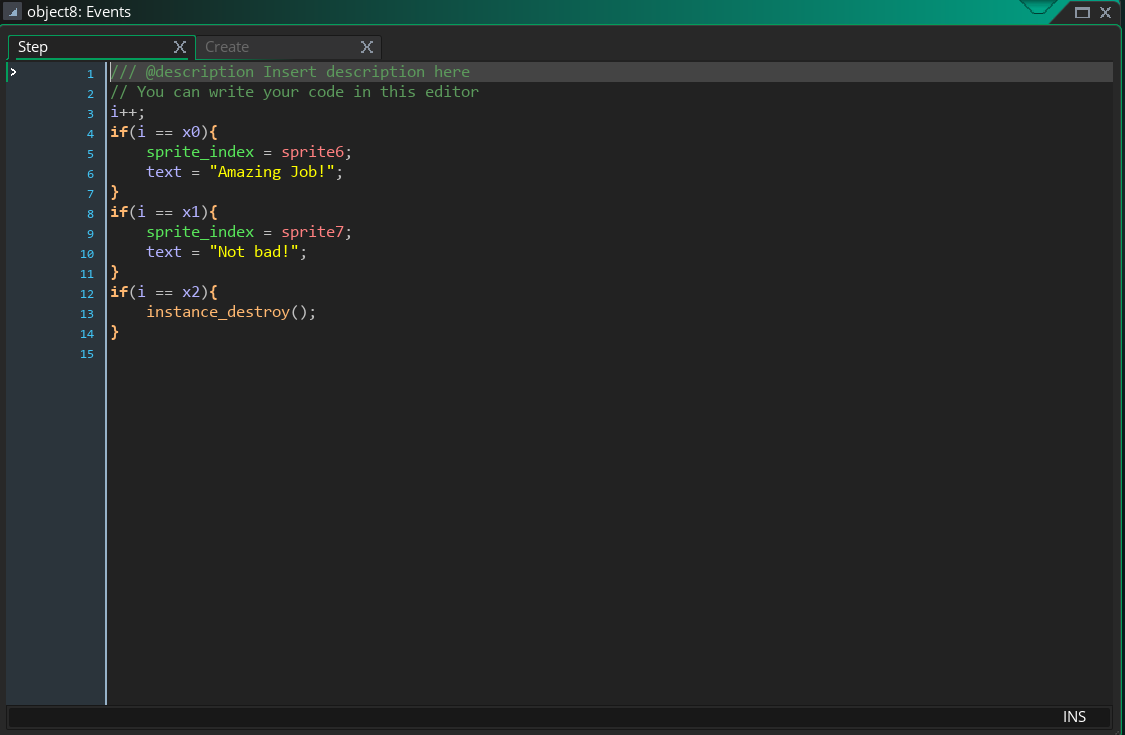 object8: Events
Step
Create
1 /// @description Insert description here
2 // You can write your code in this editor
3 i++;
4 if(i == x0){
5 sprite_index = sprite6;
6 text = "Amazing Job!";
7 }
8 if(i == x1){
9 sprite_index = sprite7;
10 text = "Not bad!";
11 }
12 if(i == x2){
13 instance_destroy();
14 }
15
INS